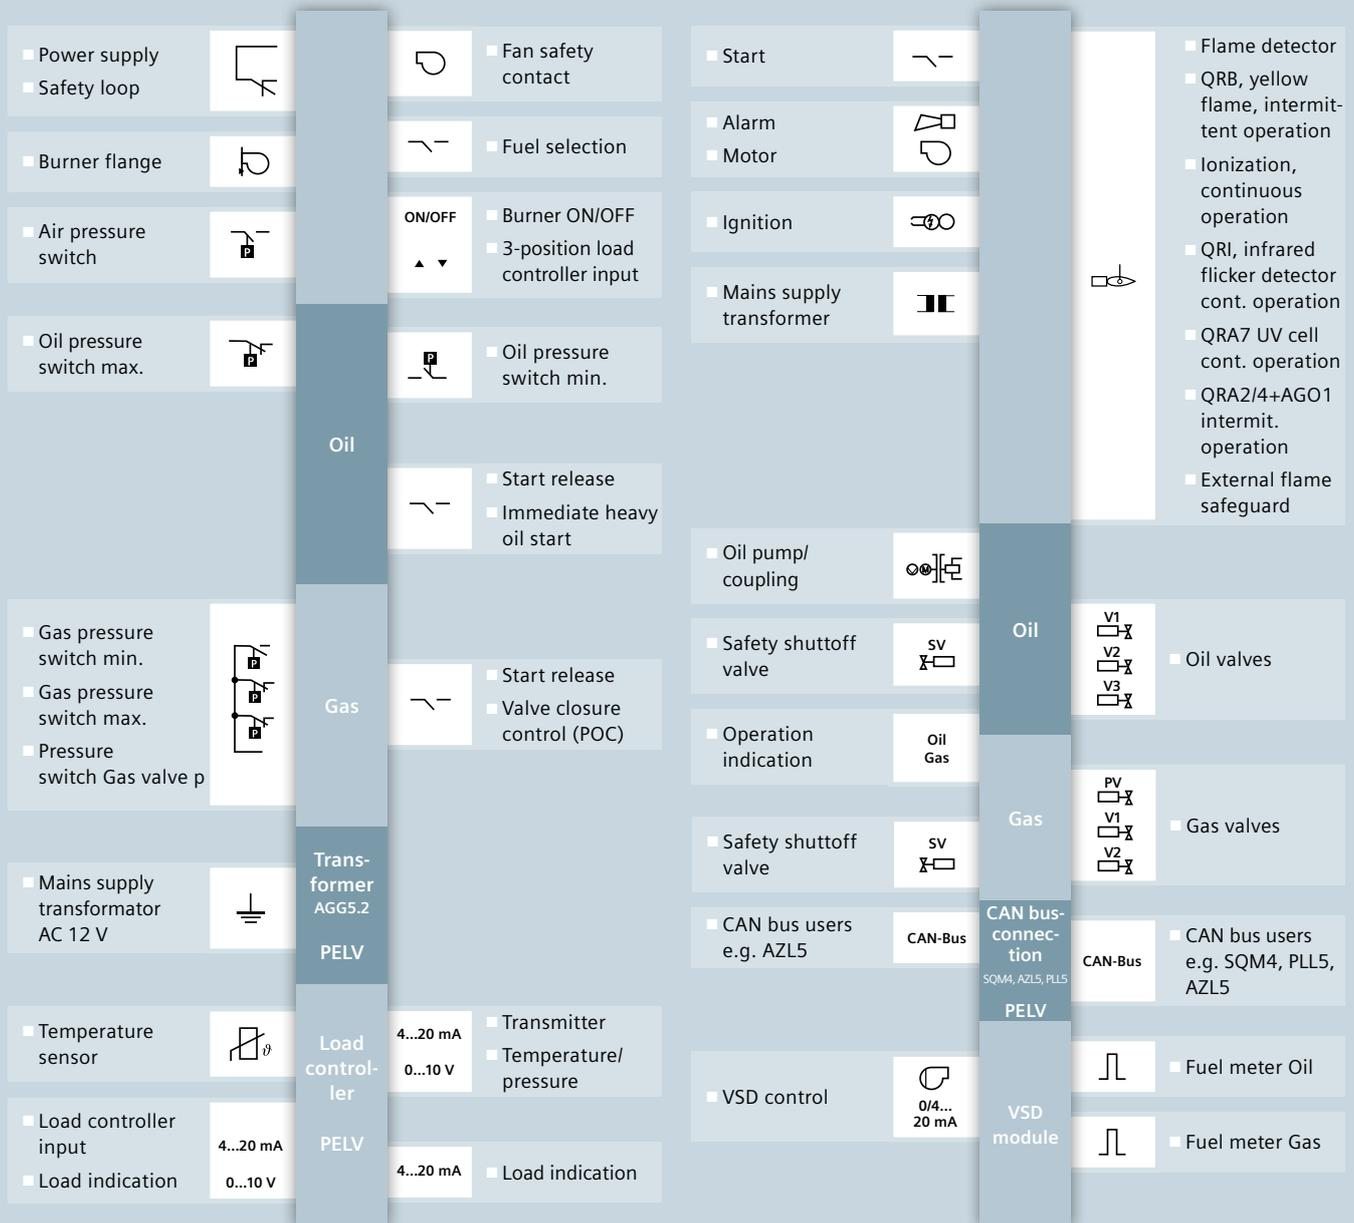 Power supply
Safety loop
Burner flange
Air pressure
switch
Oil pressure
switch max.
Gas pressure
switch min.
Gas pressure
switch max.
Pressure
switch Gas valve p
Mains supply
transformator
AC 12 V
Temperature
sensor
Load controller
input
Load indication
P
P
P
P
P
ϑ
4...20 mA
0...10 V
Oil
Gas
Trans-
former
AGG5.2
PELV
Load
control-
ler
PELV
ON/OFF
P
4...20 mA
0...10 V
4...20 mA
Fan safety
contact
Fuel selection
Burner ON/OFF
3-position load
controller input
Oil pressure
switch min.
Start release
Immediate heavy
oil start
Start release
Valve closure
control (POC)
Transmitter
Temperature/
pressure
Load indication
Start
Alarm
Motor
Ignition
Mains supply
transformer
Oil pump/
coupling
Safety shuttoff
valve
Operation
indication
Safety shuttoff
valve
CAN bus users
e.g. AZL5
VSD control
M
SV
Oil
Gas
SV
CAN-Bus
0/4...
20 mA
Oil
Gas
CAN bus-
connec-
tion
SQM4, AZL5, PLL5
PELV
VSD
module
V1
V2
V3
PV
V1
V2
CAN-Bus
Flame detector
QRB, yellow
flame, intermit-
tent operation
Ionization,
continuous
operation
QRI, infrared
flicker detector
cont. operation
QRA7 UV cell
cont. operation
QRA2/4+AGO1
intermit.
operation
External flame
safeguard
Oil valves
Gas valves
CAN bus users
e.g. SQM4, PLL5,
AZL5
Fuel meter Oil
Fuel meter Gas